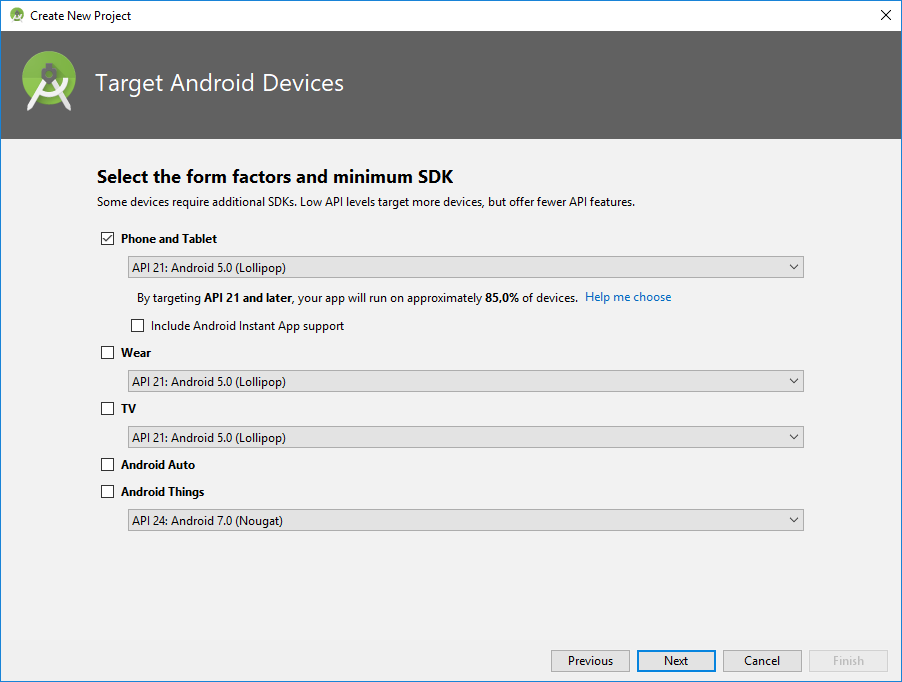 Create New Project
Target Android Devices
Select the form factors and minimum SDK
Some devices require additional SDKs. Low API levels target more devices, but offer fewer API features.
Phone and Tablet
API 21: Android 5.0 (Lollipop)
By targeting API 21 and later, your app will run on approximately 85,0% of devices. Help me choose
Include Android Instant App support
Wear
API 21: Android 5.0 (Lollipop)
TV
API 21: Android 5.0 (Lollipop)
Android Auto
Android Things
API 24: Android 7.0 (Nougat)
Previous Next Cancel Finish